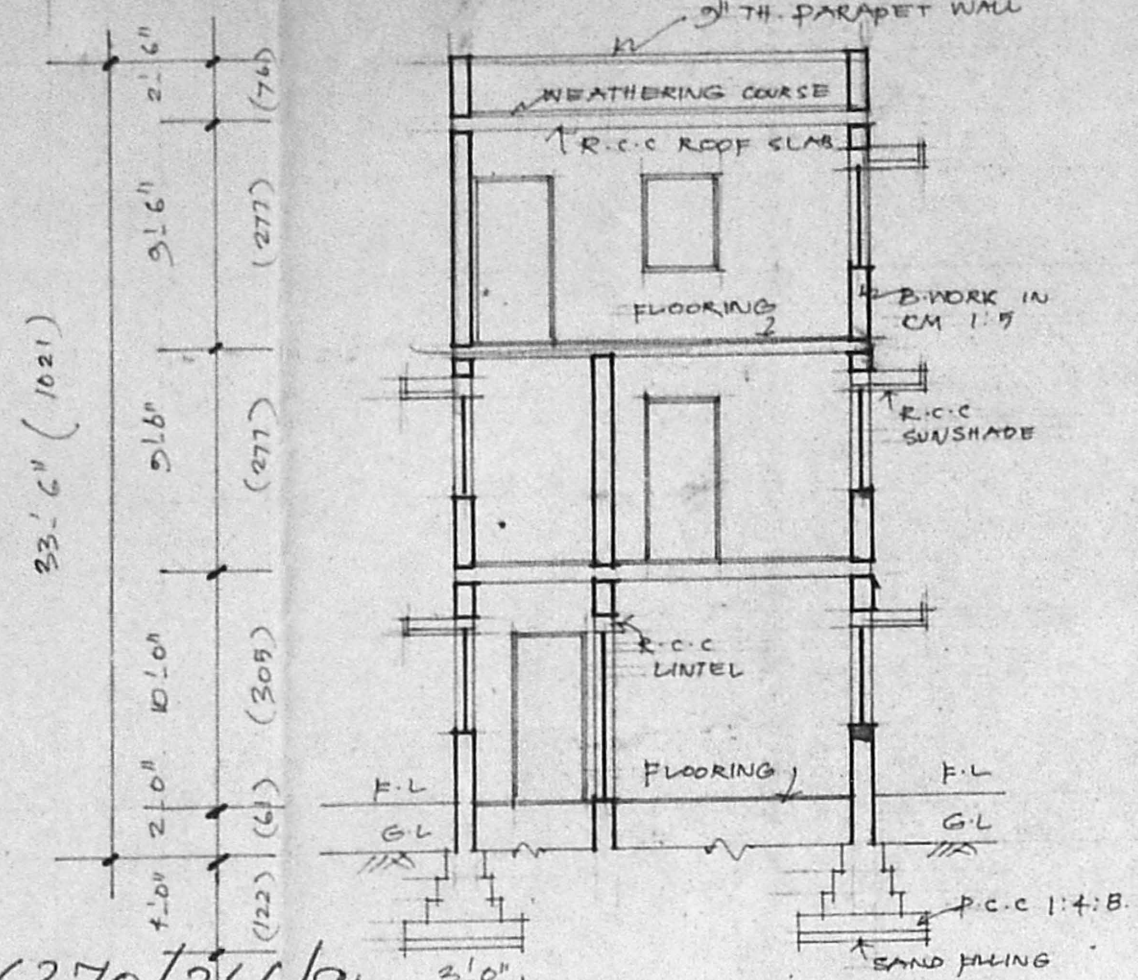 9" TH. PARAPET WALL
WEATHERING COURSE
R.C.C ROOF SLAB
2'-6"
(76)
9'-6"
(277)
FLOORING
B.WORK IN
CM 1:5
33'-6" (1021)
9'-6"
(277)
R.C.C
SUNSHADE
10'-0"
(305)
R.C.C
LINTEL
2'-0"
(61)
FLOORING
F.L
F.L
G.L
G.L
4'-0"
(122)
P.C.C 1:4:8
SAND FILLING
3'0"